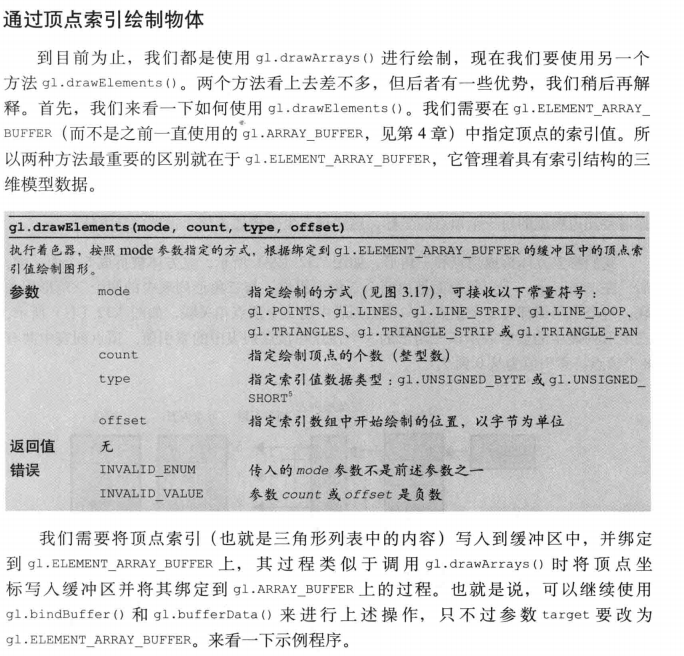 通过顶点索引绘制物体
到目前为止，我们都是使用 gl.drawArrays() 进行绘制，现在我们要使用另一个
方法 gl.drawElements()。两个方法看上去差不多，但后者有一些优势，我们稍后再解
释。首先，我们来看一下如何使用 gl.drawElements()。我们需要在 gl.ELEMENT_ARRAY_
BUFFER（而不是之前一直使用的 gl.ARRAY_BUFFER，见第 4 章）中指定顶点的索引值。所
以两种方法最重要的区别就在于 gl.ELEMENT_ARRAY_BUFFER，它管理着具有索引结构的三
维模型数据。
gl.drawElements(mode, count, type, offset)
执行着色器，按照 mode 参数指定的方式，根据绑定到 gl.ELEMENT_ARRAY_BUFFER 的缓冲区中的顶点索
引值绘制图形。
参数 mode 指定绘制的方式（见图 3.17），可接收以下常量符号：
gl.POINTS、gl.LINES、gl.LINE_STRIP、gl.LINE_LOOP、
gl.TRIANGLES、gl.TRIANGLE_STRIP 或 gl.TRIANGLE_FAN
count 指定绘制顶点的个数（整型数）
type 指定索引值数据类型：gl.UNSIGNED_BYTE 或 gl.UNSIGNED_
SHORT⁵
offset 指定索引数组中开始绘制的位置，以字节为单位
返回值 无
错误 INVALID_ENUM 传入的 mode 参数不是前述参数之一
INVALID_VALUE 参数 count 或 offset 是负数
我们需要将顶点索引（也就是三角形列表中的内容）写入到缓冲区中，并绑定
到 gl.ELEMENT_ARRAY_BUFFER 上，其过程类似于调用 gl.drawArrays() 时将顶点坐
标写入缓冲区并将其绑定到 gl.ARRAY_BUFFER 上的过程。也就是说，可以继续使用
gl.bindBuffer() 和 gl.bufferData() 来进行上述操作，只不过参数 target 要改为
gl.ELEMENT_ARRAY_BUFFER。来看一下示例程序。